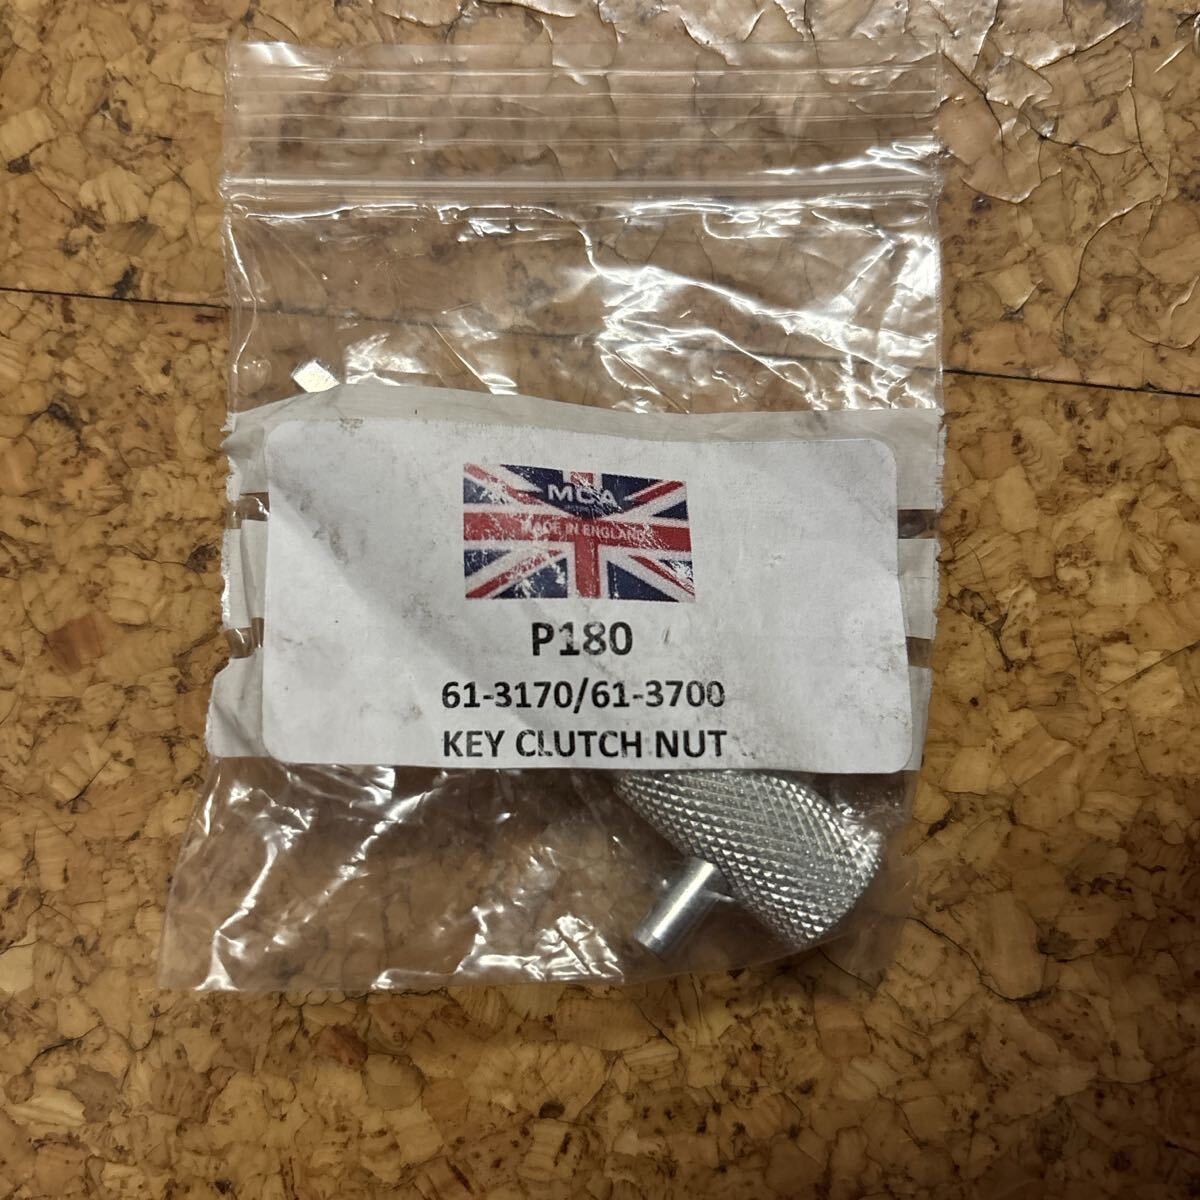 MCA
MADE IN ENGLAND
P180
61-3170/61-3700
KEY CLUTCH NUT